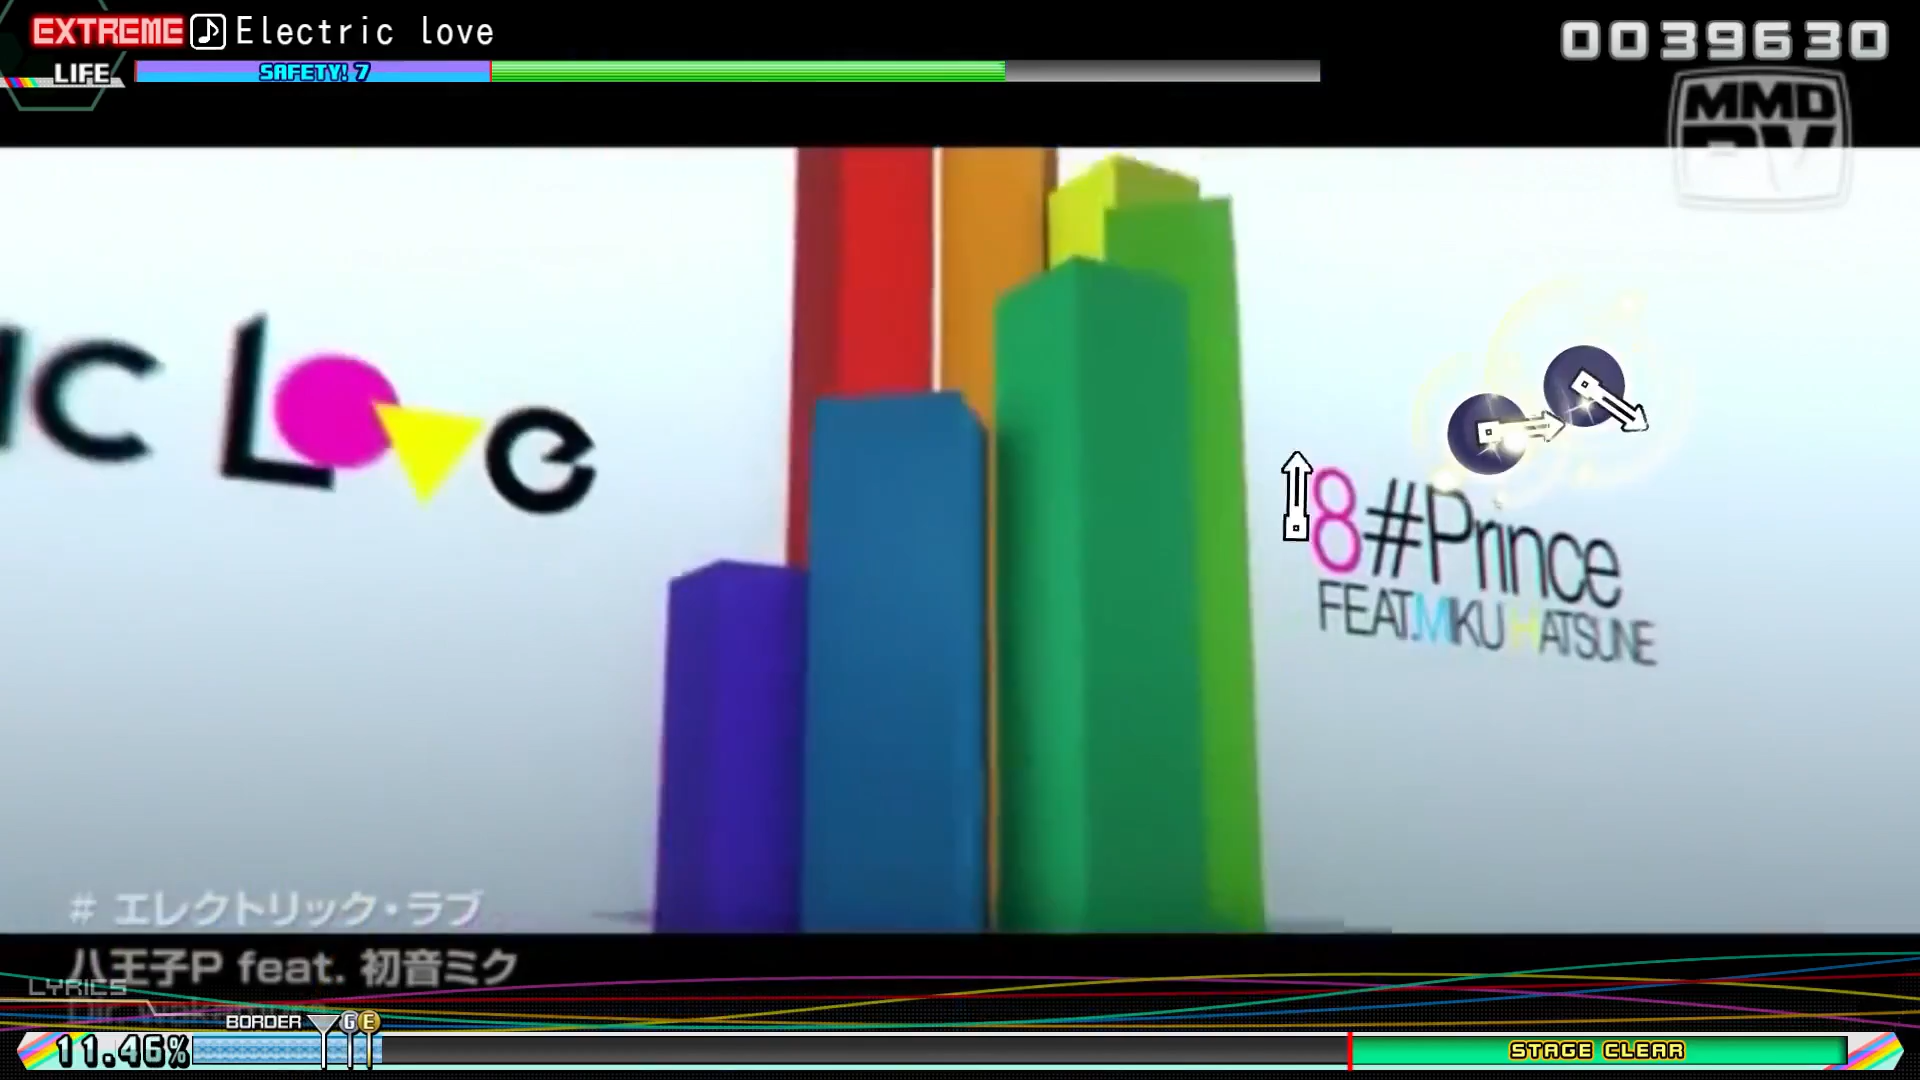 EXTREME ♪ Electric love
0039630
LIFE SAFETY! 7
MMD PV
IC Love
8#Prince
FEAT.MIKU HATSUNE
# エレクトリック・ラブ
八王子P feat. 初音ミク
LYRICS
BORDER G E
11.46%
STAGE CLEAR